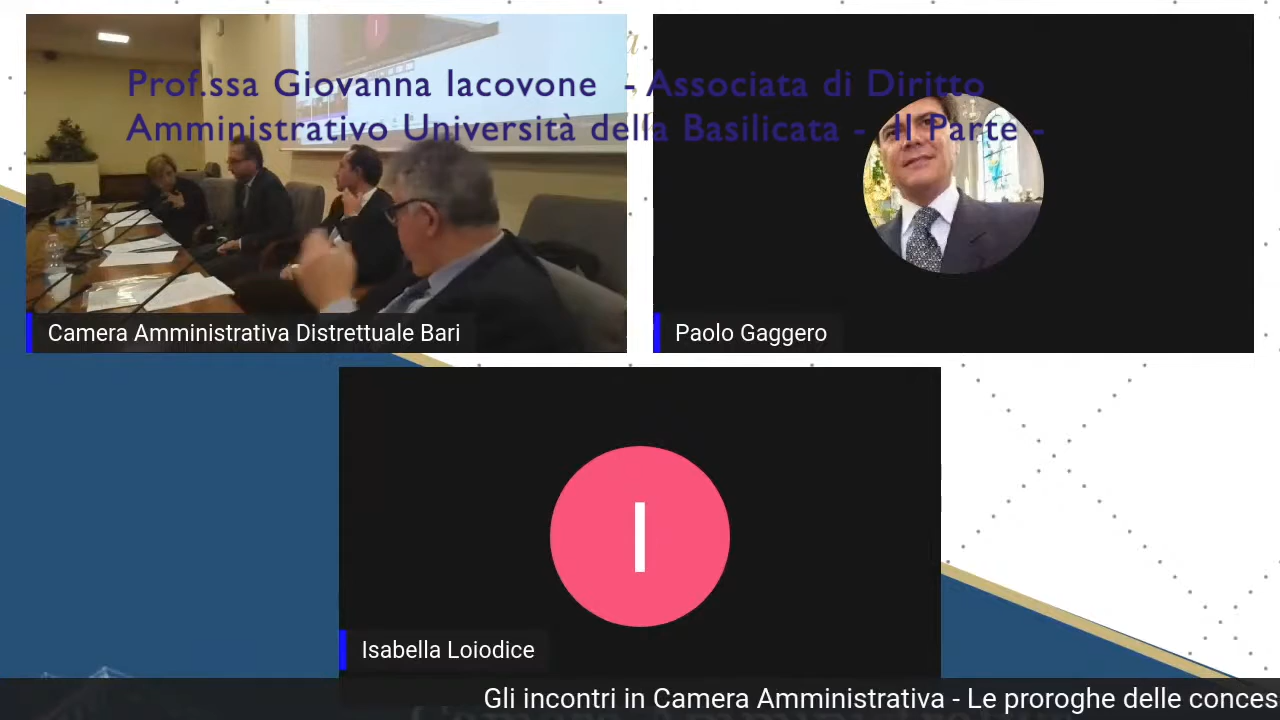 Prof.ssa Giovanna Iacovone - Associata di Diritto
Amministrativo Università della Basilicata - II Parte -
Camera Amministrativa Distrettuale Bari
Paolo Gaggero
I
Isabella Loiodice
Gli incontri in Camera Amministrativa - Le proroghe delle conces